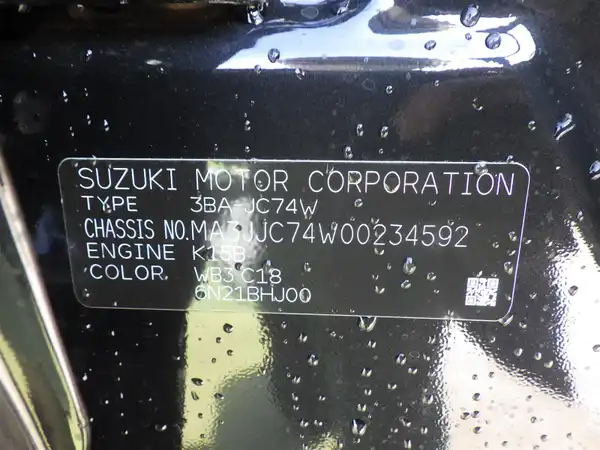 SUZUKI MOTOR CORPORATION
TYPE 3BA-JC74W
CHASSIS NO. MA3JJC74W00234592
ENGINE K15B
COLOR WB3 C18
6N21BHJ00